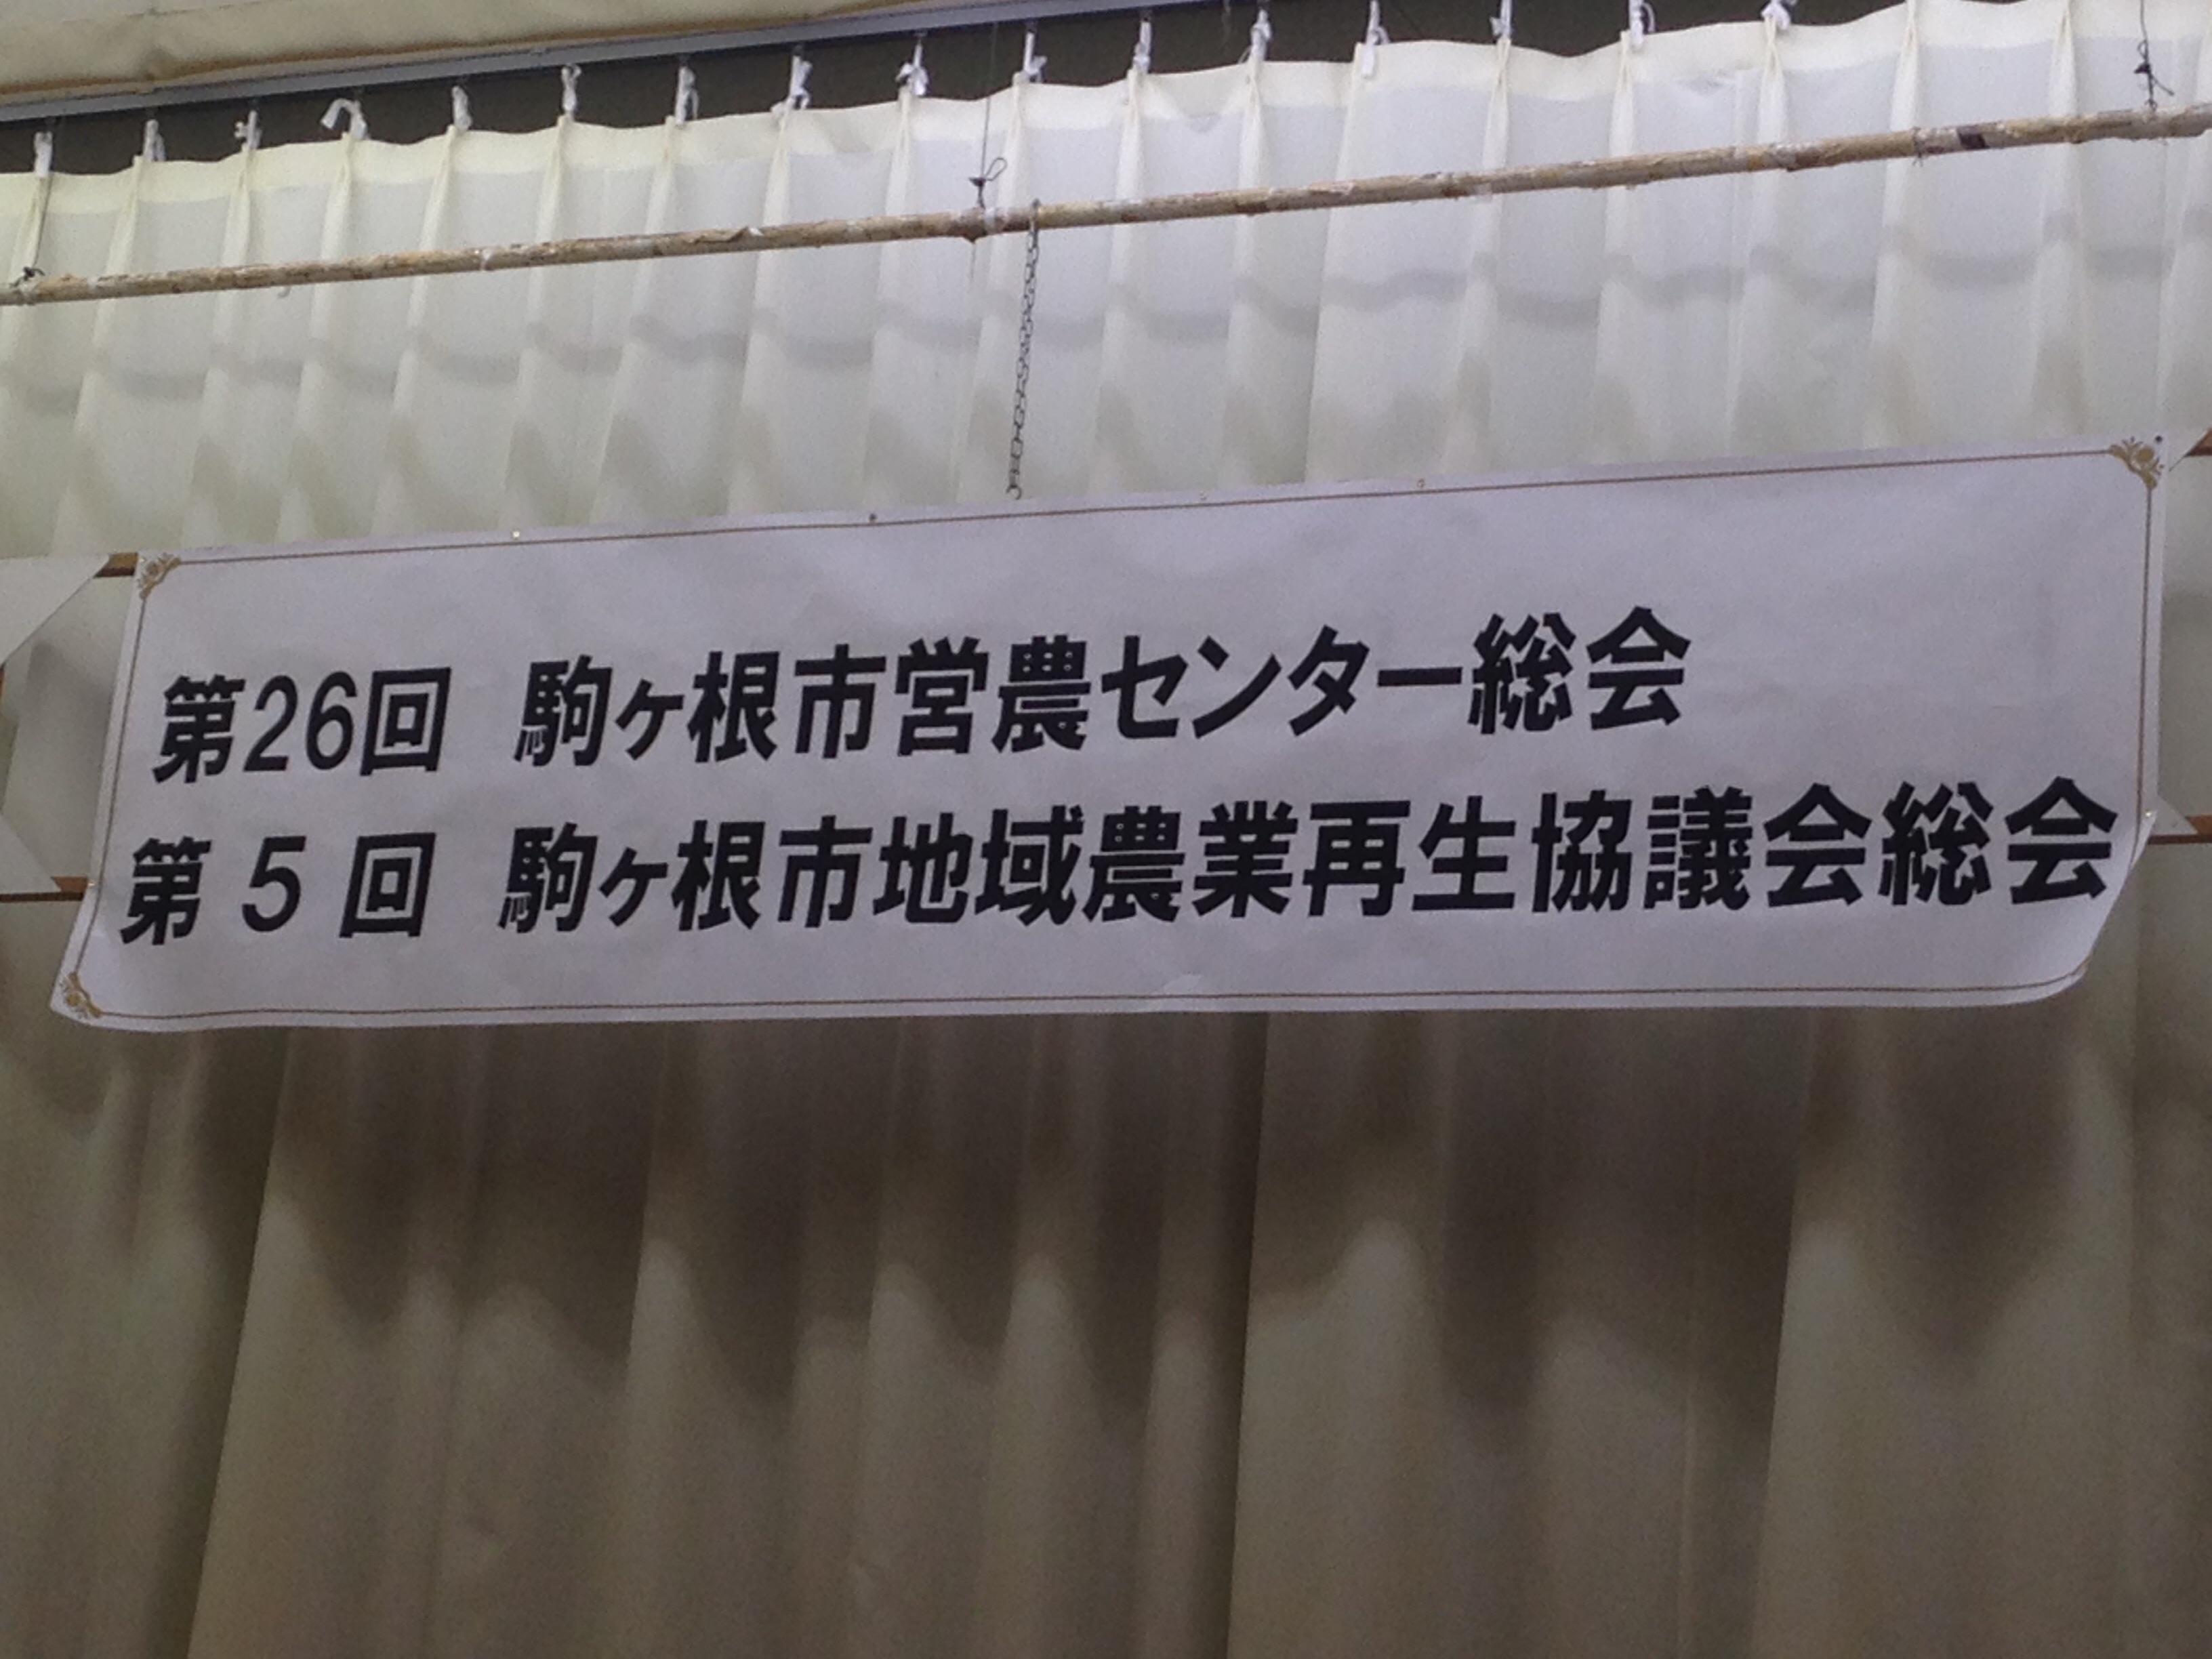 第26回 駒ヶ根市営農センター総会
第 5 回 駒ヶ根市地域農業再生協議会総会